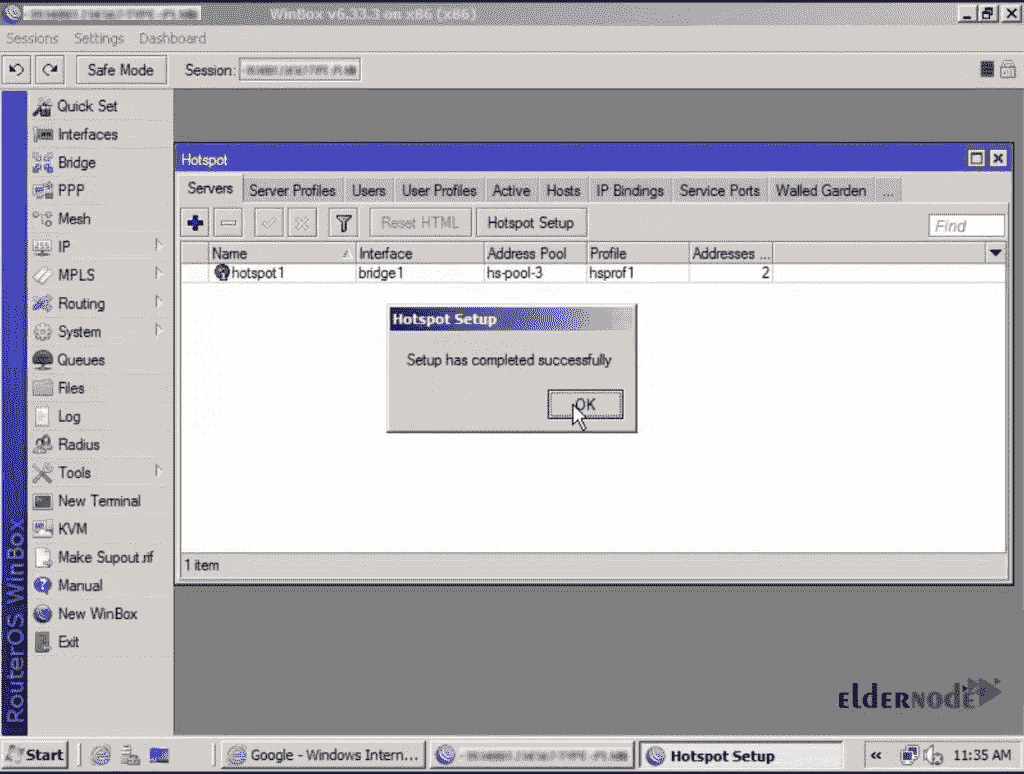 WinBox v6.33.3 on x86 (x86)
Sessions Settings Dashboard
Safe Mode Session:
Quick Set
Interfaces
Bridge
PPP
Mesh
IP
MPLS
Routing
System
Queues
Files
Log
Radius
Tools
New Terminal
KVM
Make Supout.rif
Manual
New WinBox
Exit
RouterOS WinBox
Hotspot
Servers Server Profiles Users User Profiles Active Hosts IP Bindings Service Ports Walled Garden ...
Reset HTML Hotspot Setup Find
Name Interface Address Pool Profile Addresses ...
hotspot1 bridge1 hs-pool-3 hsprof1 2
Hotspot Setup
Setup has completed successfully
OK
1 item
eldernode
Start Google - Windows Intern... Hotspot Setup « 11:35 AM